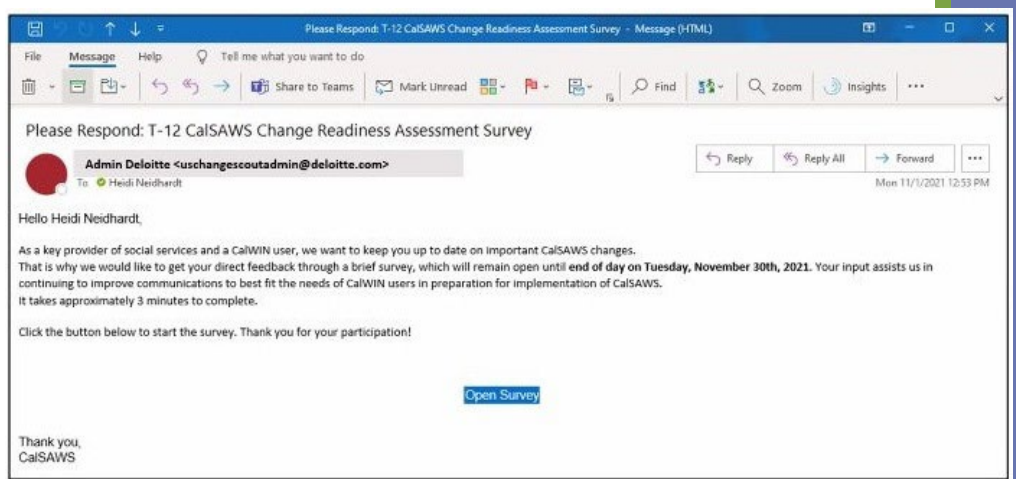 Please Respond: T-12 CalSAWS Change Readiness Assessment Survey - Message (HTML)
File Message Help Tell me what you want to do
Share to Teams Mark Unread Find Zoom Insights
Please Respond: T-12 CalSAWS Change Readiness Assessment Survey
Admin Deloitte <uschangescoutadmin@deloitte.com>
To Heidi Neidhardt
Reply Reply All Forward
Mon 11/1/2021 12:53 PM
Hello Heidi Neidhardt,
As a key provider of social services and a CalWIN user, we want to keep you up to date on important CalSAWS changes.
That is why we would like to get your direct feedback through a brief survey, which will remain open until end of day on Tuesday, November 30th, 2021. Your input assists us in
continuing to improve communications to best fit the needs of CalWIN users in preparation for implementation of CalSAWS.
It takes approximately 3 minutes to complete.
Click the button below to start the survey. Thank you for your participation!
Open Survey
Thank you,
CalSAWS